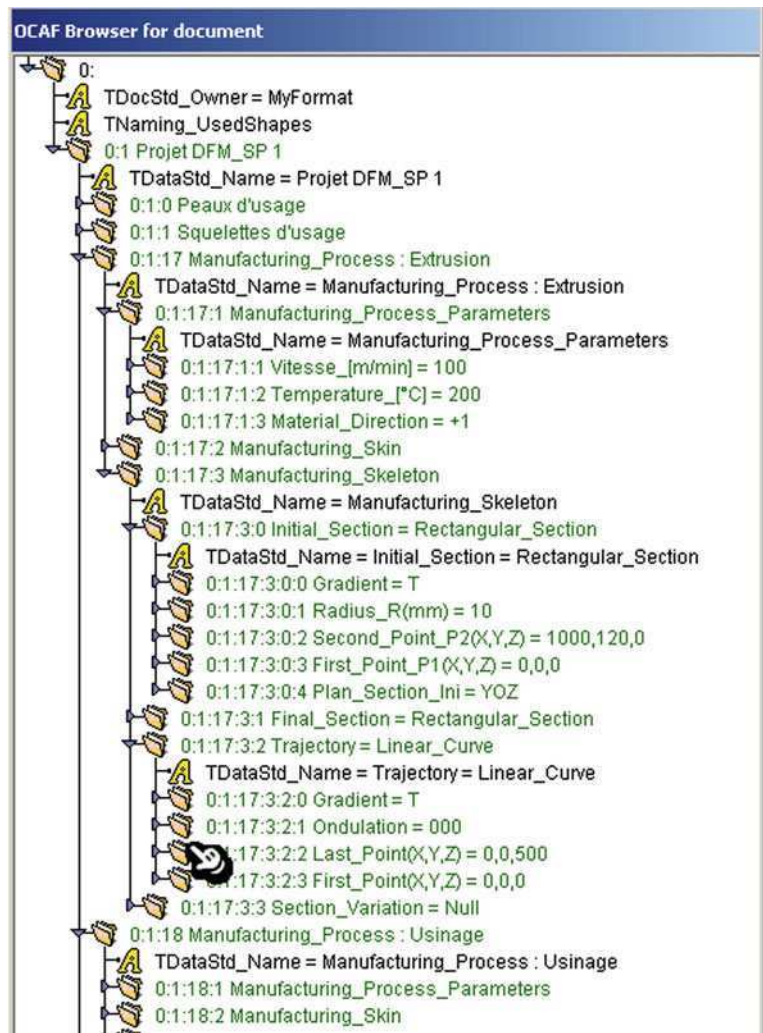 OCAF Browser for document
0:
TDocStd_Owner = MyFormat
TNaming_UsedShapes
0:1 Projet DFM_SP 1
TDataStd_Name = Projet DFM_SP 1
0:1:0 Peaux d'usage
0:1:1 Squelettes d'usage
0:1:17 Manufacturing_Process : Extrusion
TDataStd_Name = Manufacturing_Process : Extrusion
0:1:17:1 Manufacturing_Process_Parameters
TDataStd_Name = Manufacturing_Process_Parameters
0:1:17:1:1 Vitesse_[m/min] = 100
0:1:17:1:2 Temperature_[°C] = 200
0:1:17:1:3 Material_Direction = +1
0:1:17:2 Manufacturing_Skin
0:1:17:3 Manufacturing_Skeleton
TDataStd_Name = Manufacturing_Skeleton
0:1:17:3:0 Initial_Section = Rectangular_Section
TDataStd_Name = Initial_Section = Rectangular_Section
0:1:17:3:0:0 Gradient = T
0:1:17:3:0:1 Radius_R(mm) = 10
0:1:17:3:0:2 Second_Point_P2(X,Y,Z) = 1000,120,0
0:1:17:3:0:3 First_Point_P1(X,Y,Z) = 0,0,0
0:1:17:3:0:4 Plan_Section_Ini = YOZ
0:1:17:3:1 Final_Section = Rectangular_Section
0:1:17:3:2 Trajectory = Linear_Curve
TDataStd_Name = Trajectory = Linear_Curve
0:1:17:3:2:0 Gradient = T
0:1:17:3:2:1 Ondulation = 000
:17:3:2:2 Last_Point(X,Y,Z) = 0,0,500
:17:3:2:3 First_Point(X,Y,Z) = 0,0,0
0:1:17:3:3 Section_Variation = Null
0:1:18 Manufacturing_Process : Usinage
TDataStd_Name = Manufacturing_Process : Usinage
0:1:18:1 Manufacturing_Process_Parameters
0:1:18:2 Manufacturing_Skin